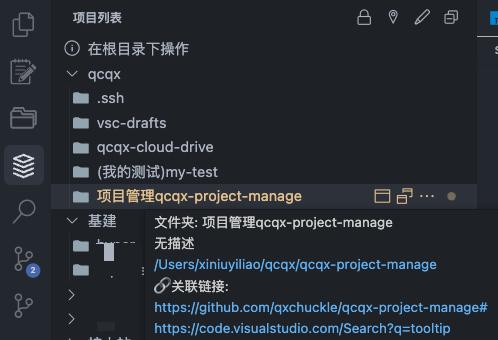 项目列表
在根目录下操作
qcqx
.ssh
vsc-drafts
qcqx-cloud-drive
(我的测试)my-test
项目管理qcqx-project-manage
基建
文件夹: 项目管理qcqx-project-manage
无描述
/Users/xiniuyiliao/qcqx/qcqx-project-manage
🔗关联链接:
https://github.com/qxchuckle/qcqx-project-manage#
https://code.visualstudio.com/Search?q=tooltip
2